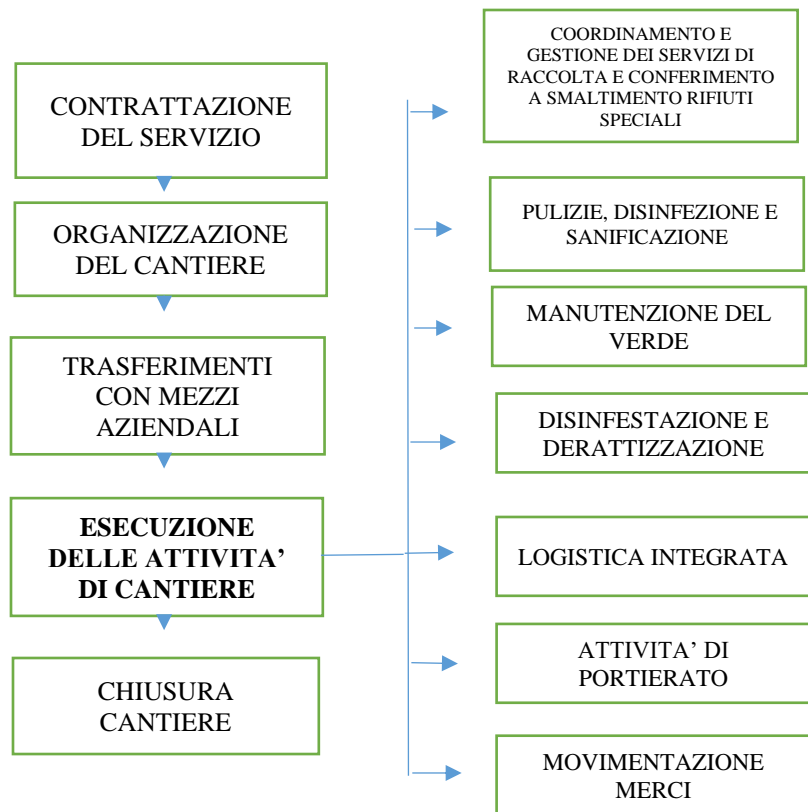 CONTRATTAZIONE
DEL SERVIZIO
ORGANIZZAZIONE
DEL CANTIERE
TRASFERIMENTI
CON MEZZI
AZIENDALI
ESECUZIONE
DELLE ATTIVITA’
DI CANTIERE
CHIUSURA
CANTIERE
COORDINAMENTO E
GESTIONE DEI SERVIZI DI
RACCOLTA E CONFERIMENTO
A SMALTIMENTO RIFIUTI
SPECIALI
PULIZIE, DISINFEZIONE E
SANIFICAZIONE
MANUTENZIONE DEL
VERDE
DISINFESTAZIONE E
DERATTIZZAZIONE
LOGISTICA INTEGRATA
ATTIVITA’ DI
PORTIERATO
MOVIMENTAZIONE
MERCI